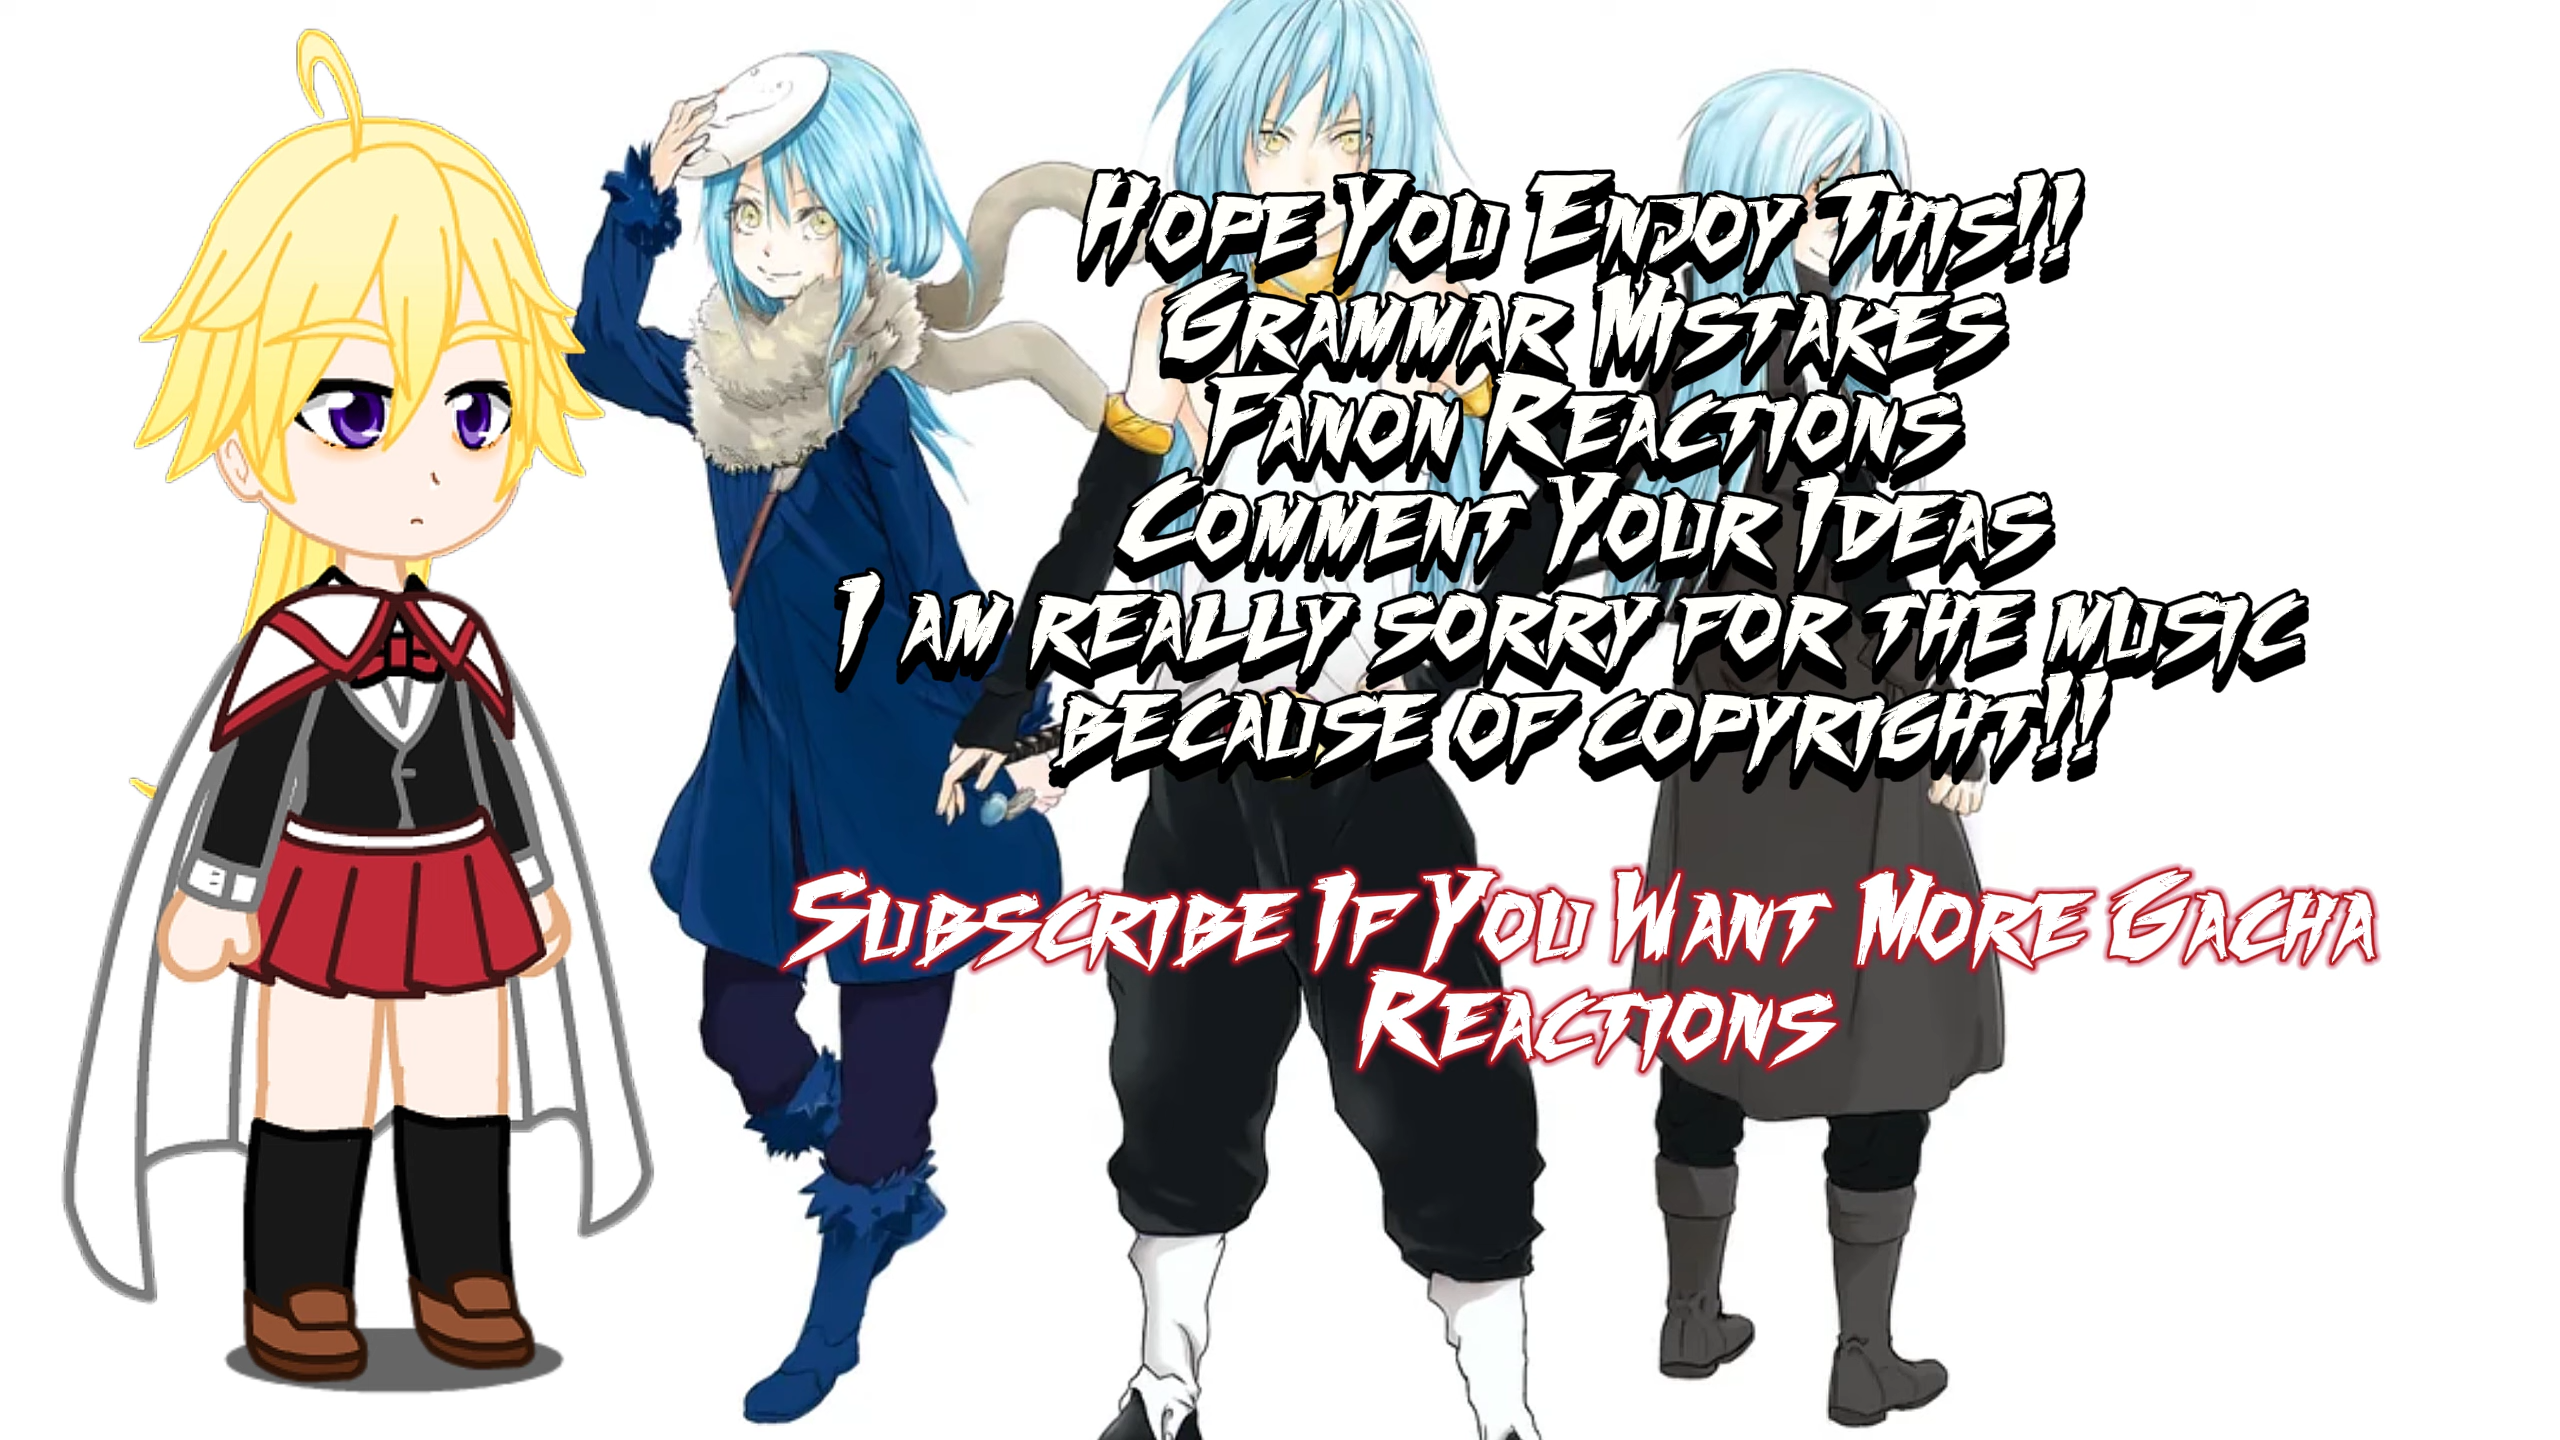 Hope You Enjoy This!!
Grammar Mistakes
Fanon Reactions
Comment Your Ideas
I am really sorry for the music
because of copyright!!
Subscribe If You Want More Gacha
Reactions